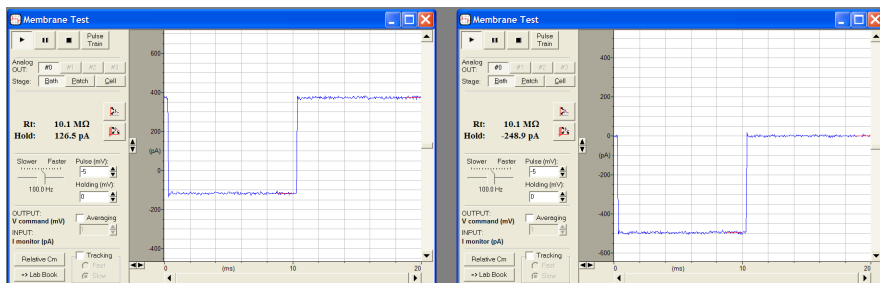 Membrane Test
Pulse
Train
Analog
OUT: #0 #1 #2 #3
Stage: Bath Patch Cell
Rt: 10.1 MΩ
Hold: 126.5 pA
Slower Faster Pulse (mV):
-5
100.0 Hz
Holding (mV):
0
OUTPUT:
V command (mV)
INPUT:
I monitor (pA)
Averaging
1
Relative Cm
=> Lab Book
Tracking
Fast
Slow
600
400
200
(pA)
0
-200
-400
0 (ms) 10 20
Membrane Test
Pulse
Train
Analog
OUT: #0 #1 #2 #3
Stage: Bath Patch Cell
Rt: 10.1 MΩ
Hold: -248.9 pA
Slower Faster Pulse (mV):
-5
100.0 Hz
Holding (mV):
0
OUTPUT:
V command (mV)
INPUT:
I monitor (pA)
Averaging
1
Relative Cm
=> Lab Book
Tracking
Fast
Slow
400
200
0
(pA)
-200
-400
-600
0 (ms) 10 20